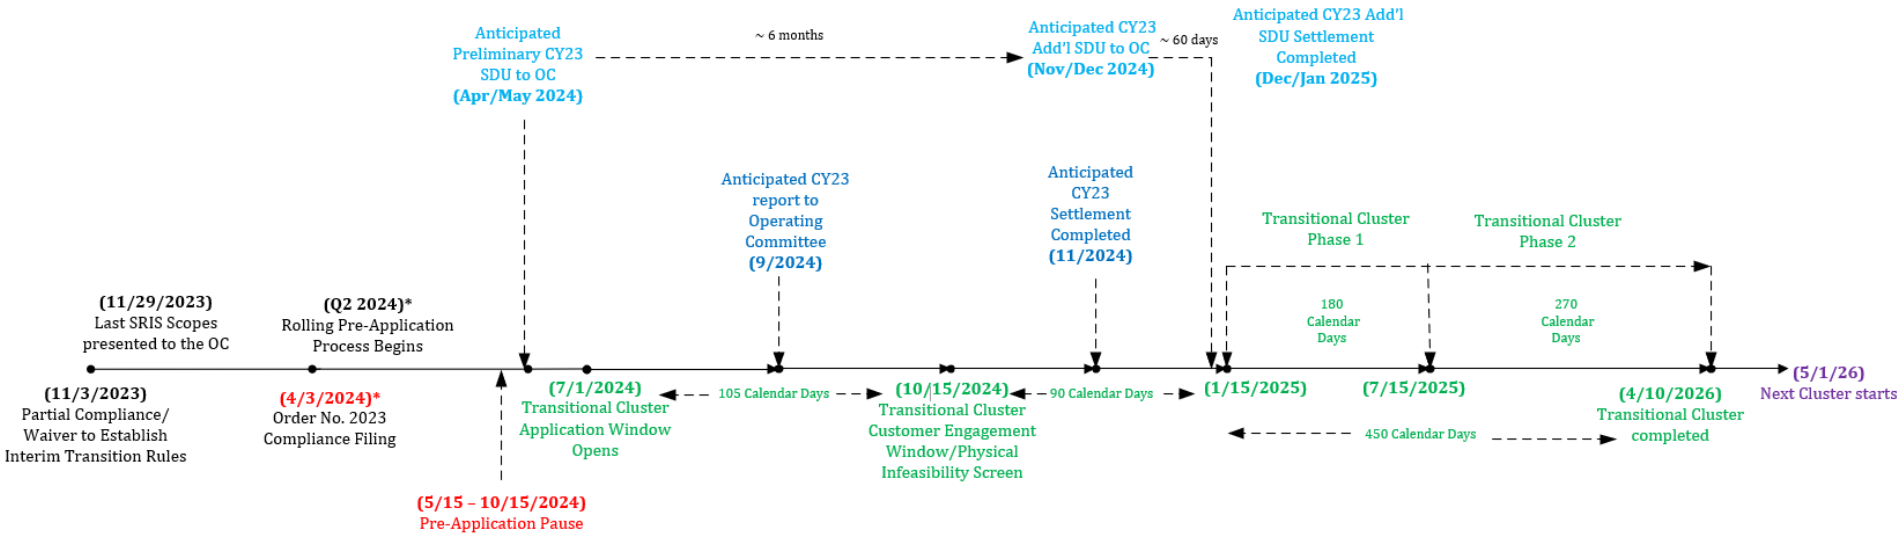 Anticipated
Preliminary CY23
SDU to OC
(Apr/May 2024)
~ 6 months
Anticipated CY23
Add'l SDU to OC
(Nov/Dec 2024)
~ 60 days
Anticipated CY23 Add'l
SDU Settlement
Completed
(Dec/Jan 2025)
Anticipated CY23
report to
Operating
Committee
(9/2024)
Anticipated
CY23
Settlement
Completed
(11/2024)
Transitional Cluster
Phase 1
Transitional Cluster
Phase 2
180
Calendar
Days
270
Calendar
Days
(11/29/2023)
Last SRIS Scopes
presented to the OC
(Q2 2024)*
Rolling Pre-Application
Process Begins
(11/3/2023)
Partial Compliance/
Waiver to Establish
Interim Transition Rules
(4/3/2024)*
Order No. 2023
Compliance Filing
(5/15 – 10/15/2024)
Pre-Application Pause
(7/1/2024)
Transitional Cluster
Application Window
Opens
105 Calendar Days
(10/15/2024)
Transitional Cluster
Customer Engagement
Window/Physical
Infeasibility Screen
90 Calendar Days
(1/15/2025)
(7/15/2025)
450 Calendar Days
(4/10/2026)
Transitional Cluster
completed
(5/1/26)
Next Cluster starts